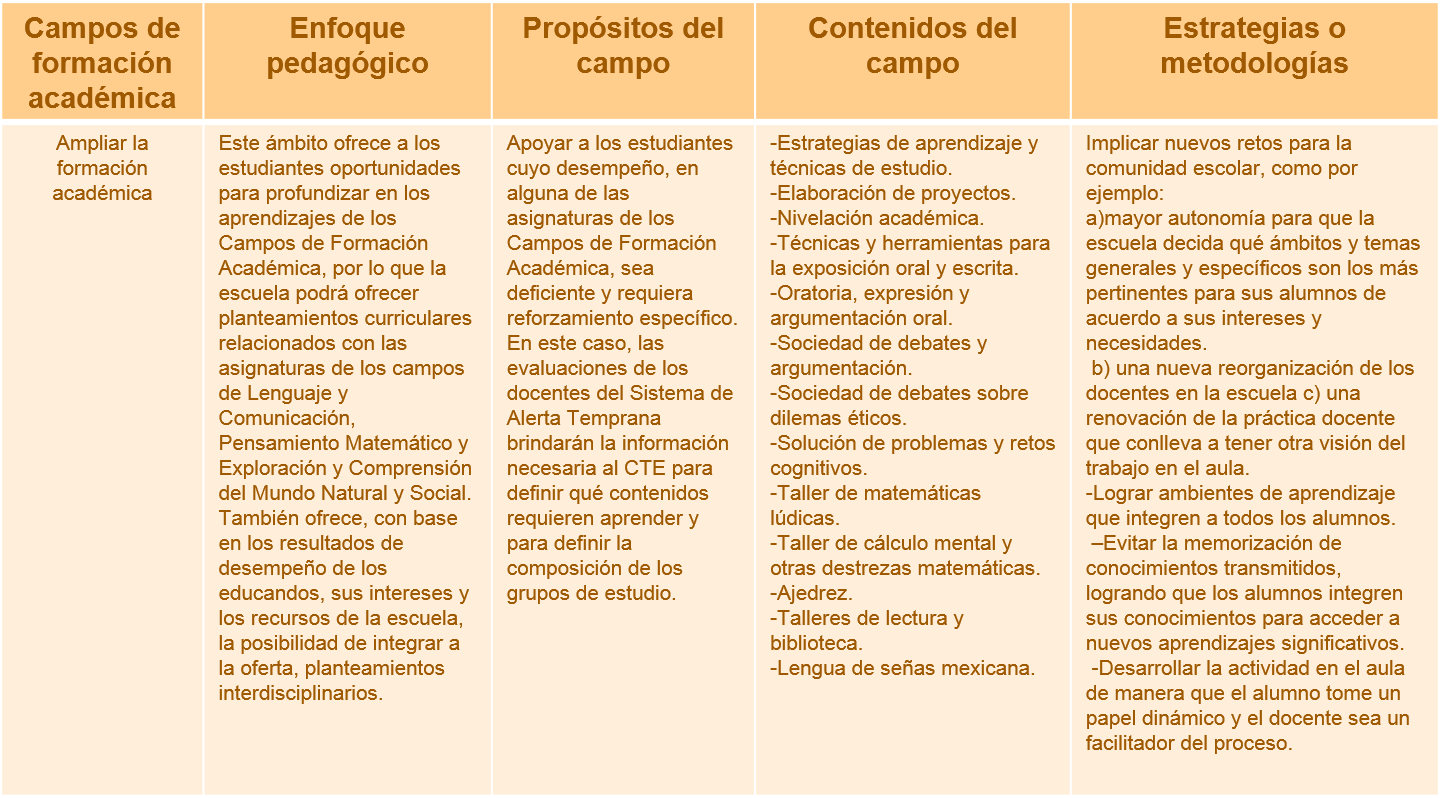 Campos de
formación
académica
Enfoque
pedagógico
Propósitos del
campo
Contenidos del
campo
Estrategias o
metodologías
Ampliar la
formación
académica
Este ámbito ofrece a los
estudiantes oportunidades
para profundizar en los
aprendizajes de los
Campos de Formación
Académica, por lo que la
escuela podrá ofrecer
planteamientos curriculares
relacionados con las
asignaturas de los campos
de Lenguaje y
Comunicación,
Pensamiento Matemático y
Exploración y Comprensión
del Mundo Natural y Social.
También ofrece, con base
en los resultados de
desempeño de los
educandos, sus intereses y
los recursos de la escuela,
la posibilidad de integrar a
la oferta, planteamientos
interdisciplinarios.
Apoyar a los estudiantes
cuyo desempeño, en
alguna de las
asignaturas de los
Campos de Formación
Académica, sea
deficiente y requiera
reforzamiento específico.
En este caso, las
evaluaciones de los
docentes del Sistema de
Alerta Temprana
brindarán la información
necesaria al CTE para
definir qué contenidos
requieren aprender y
para definir la
composición de los
grupos de estudio.
-Estrategias de aprendizaje y
técnicas de estudio.
-Elaboración de proyectos.
-Nivelación académica.
-Técnicas y herramientas para
la exposición oral y escrita.
-Oratoria, expresión y
argumentación oral.
-Sociedad de debates y
argumentación.
-Sociedad de debates sobre
dilemas éticos.
-Solución de problemas y retos
cognitivos.
-Taller de matemáticas
lúdicas.
-Taller de cálculo mental y
otras destrezas matemáticas.
-Ajedrez.
-Talleres de lectura y
biblioteca.
-Lengua de señas mexicana.
Implicar nuevos retos para la
comunidad escolar, como por
ejemplo:
a)mayor autonomía para que la
escuela decida qué ámbitos y temas
generales y específicos son los más
pertinentes para sus alumnos de
acuerdo a sus intereses y
necesidades.
b) una nueva reorganización de los
docentes en la escuela c) una
renovación de la práctica docente
que conlleva a tener otra visión del
trabajo en el aula.
-Lograr ambientes de aprendizaje
que integren a todos los alumnos.
–Evitar la memorización de
conocimientos transmitidos,
logrando que los alumnos integren
sus conocimientos para acceder a
nuevos aprendizajes significativos.
-Desarrollar la actividad en el aula
de manera que el alumno tome un
papel dinámico y el docente sea un
facilitador del proceso.